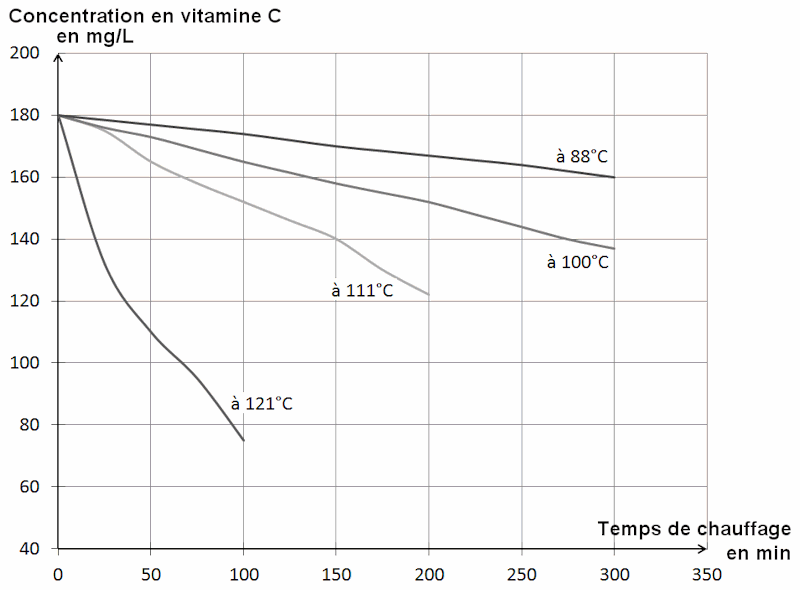 Concentration en vitamine C
en mg/L
200
180
160
140
120
100
80
60
40
à 88°C
à 100°C
à 111°C
à 121°C
Temps de chauffage
en min
0 50 100 150 200 250 300 350